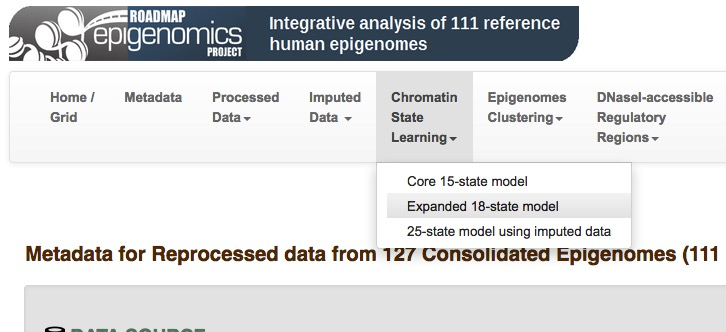 ROADMAP
epigenomics
PROJECT
Integrative analysis of 111 reference
human epigenomes
Home /
Grid
Metadata
Processed
Data
Imputed
Data
Chromatin
State
Learning
Epigenomes
Clustering
DNaseI-accessible
Regulatory
Regions
Core 15-state model
Expanded 18-state model
25-state model using imputed data
Metadata for Reprocessed data from 127 Consolidated Epigenomes (111
DATA SOURCE